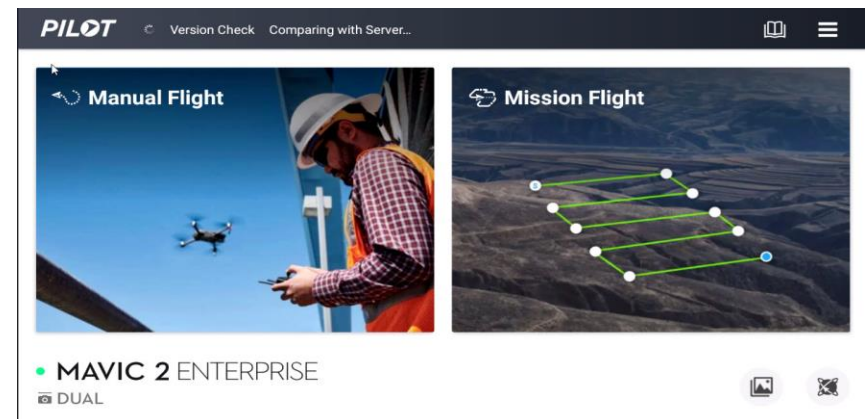 PILOT Version Check Comparing with Server...
Manual Flight
Mission Flight
S
MAVIC 2 ENTERPRISE
DUAL